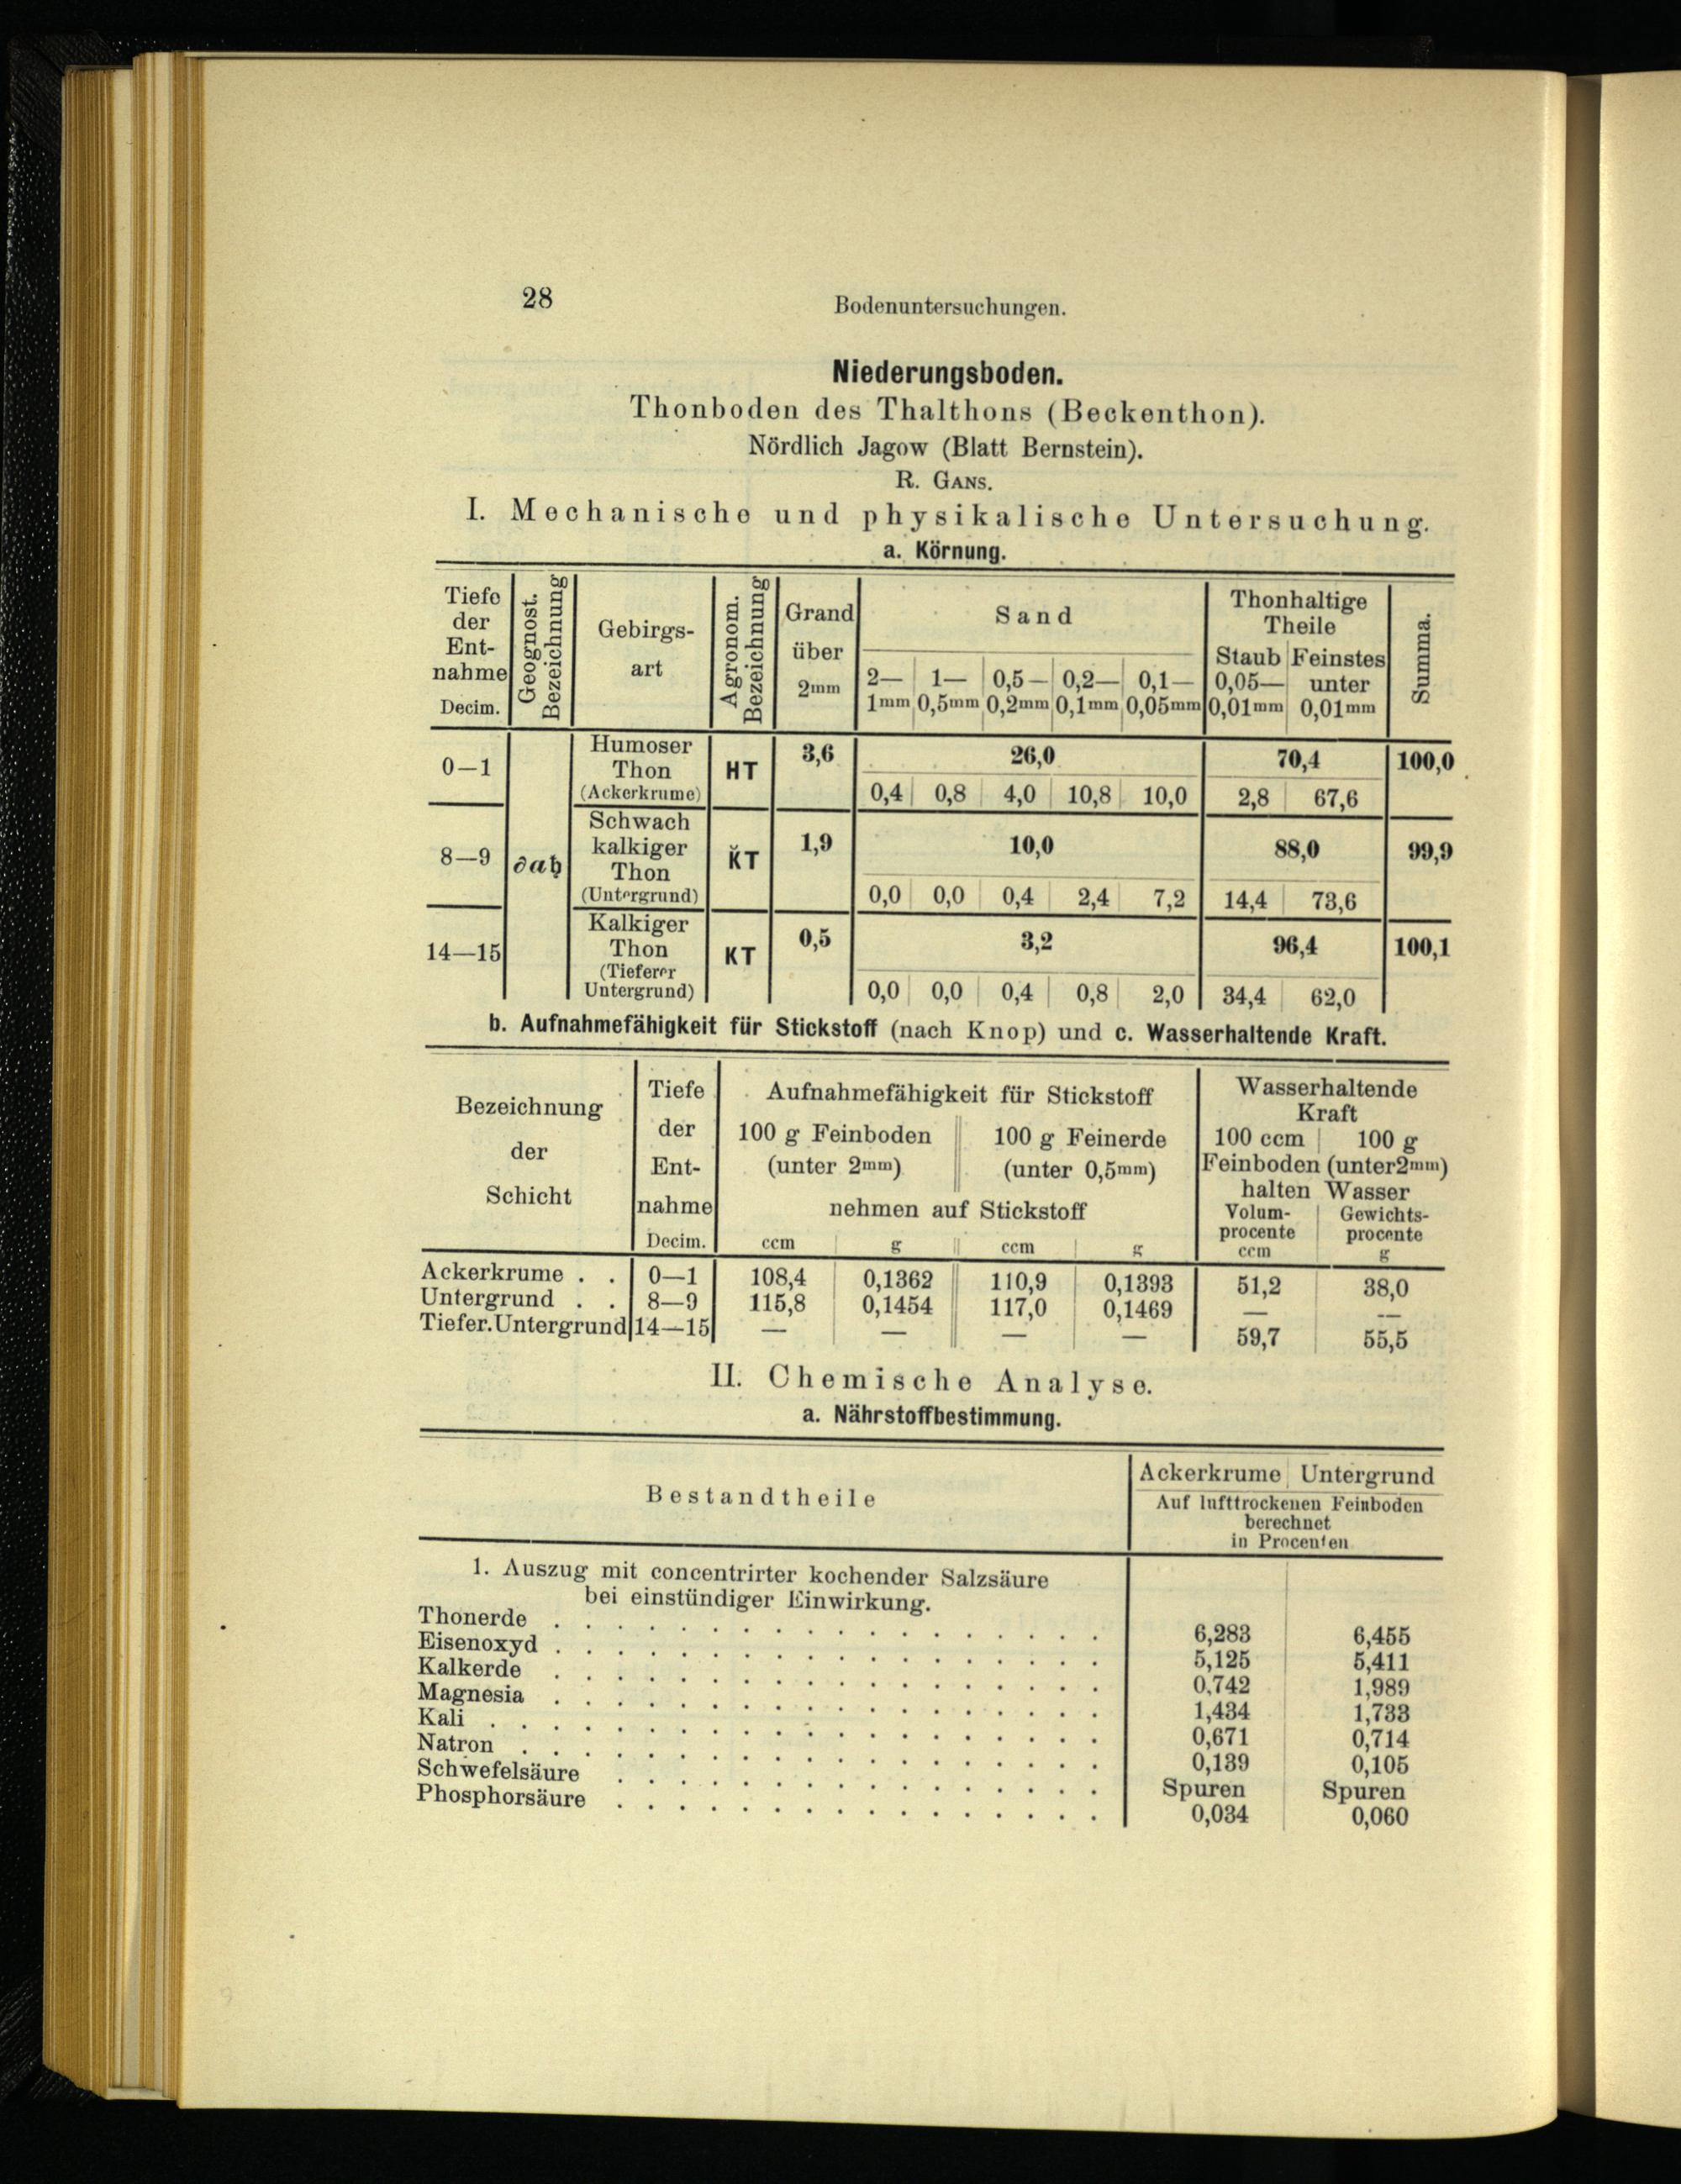 28
Bodenuntersuchungen.
Niederungsboden.
Thonboden des Thalthons (Beckenthon).
Nördlich Jagow (Blatt Bernstein).
R. GANS.
I. Mechanische und physikalische Untersuchung.
a. Körnung.
Tiefe der Ent-nahme Decim.
Geognost. Bezeichnung
Gebirgs-art
Agronom. Bezeichnung
Grand über 2mm
Sand
2—1mm 1—0,5mm 0,5—0,2mm 0,2—0,1mm 0,1—0,05mm
Thonhaltige Theile
Staub 0,05—0,01mm Feinstes unter 0,01mm
Summa.
0—1 Humoser Thon (Ackerkrume) HT 3,6 26,0 70,4 100,0
0,4 0,8 4,0 10,8 10,0 2,8 67,6
8—9 Schwach kalkiger Thon (Untergrund) ǨT 1,9 10,0 88,0 99,9
0,0 0,0 0,4 2,4 7,2 14,4 73,6
14—15 Kalkiger Thon (Tieferer Untergrund) KT 0,5 3,2 96,4 100,1
0,0 0,0 0,4 0,8 2,0 34,4 62,0
b. Aufnahmefähigkeit für Stickstoff (nach Knop) und c. Wasserhaltende Kraft.
Bezeichnung der Schicht
Tiefe der Ent-nahme Decim.
Aufnahmefähigkeit für Stickstoff
100 g Feinboden (unter 2mm) 100 g Feinerde (unter 0,5mm)
nehmen auf Stickstoff
ccm g ccm g
Wasserhaltende Kraft
100 ccm 100 g
Feinboden (unter 2mm)
halten Wasser
Volum-procente ccm Gewichts-procente g
Ackerkrume . . 0—1 108,4 0,1362 110,9 0,1393 51,2 38,0
Untergrund . . 8—9 115,8 0,1454 117,0 0,1469 — —
Tiefer. Untergrund 14—15 — — — — 59,7 55,5
II. Chemische Analyse.
a. Nährstoffbestimmung.
Bestandtheile
Ackerkrume Untergrund
Auf lufttrockenen Feinboden
berechnet
in Procenten
1. Auszug mit concentrirter kochender Salzsäure
bei einstündiger Einwirkung.
Thonerde 6,283 6,455
Eisenoxyd 5,125 5,411
Kalkerde 0,742 1,989
Magnesia 1,434 1,733
Kali 0,671 0,714
Natron 0,139 0,105
Schwefelsäure Spuren Spuren
Phosphorsäure 0,034 0,060